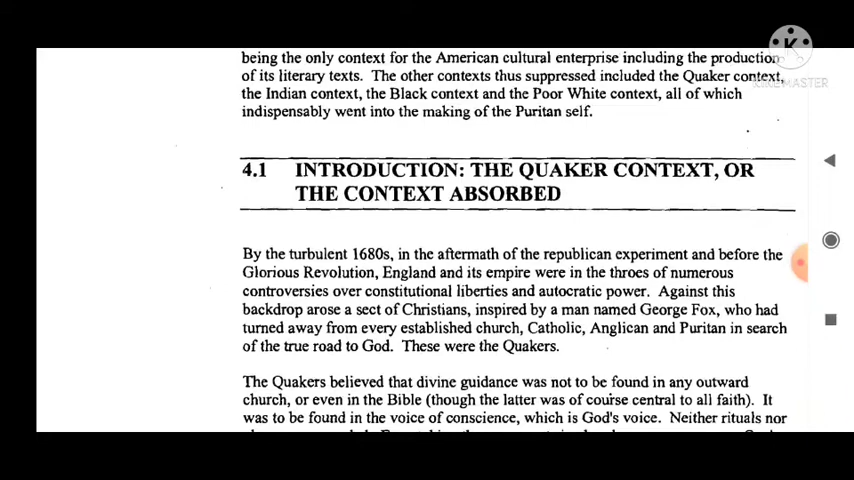 being the only context for the American cultural enterprise including the production
of its literary texts. The other contexts thus suppressed included the Quaker context,
the Indian context, the Black context and the Poor White context, all of which
indispensably went into the making of the Puritan self.
4.1 INTRODUCTION: THE QUAKER CONTEXT, OR
THE CONTEXT ABSORBED
By the turbulent 1680s, in the aftermath of the republican experiment and before the
Glorious Revolution, England and its empire were in the throes of numerous
controversies over constitutional liberties and autocratic power. Against this
backdrop arose a sect of Christians, inspired by a man named George Fox, who had
turned away from every established church, Catholic, Anglican and Puritan in search
of the true road to God. These were the Quakers.
The Quakers believed that divine guidance was not to be found in any outward
church, or even in the Bible (though the latter was of course central to all faith). It
was to be found in the voice of conscience, which is God's voice. Neither rituals nor
K
KINEMASTER